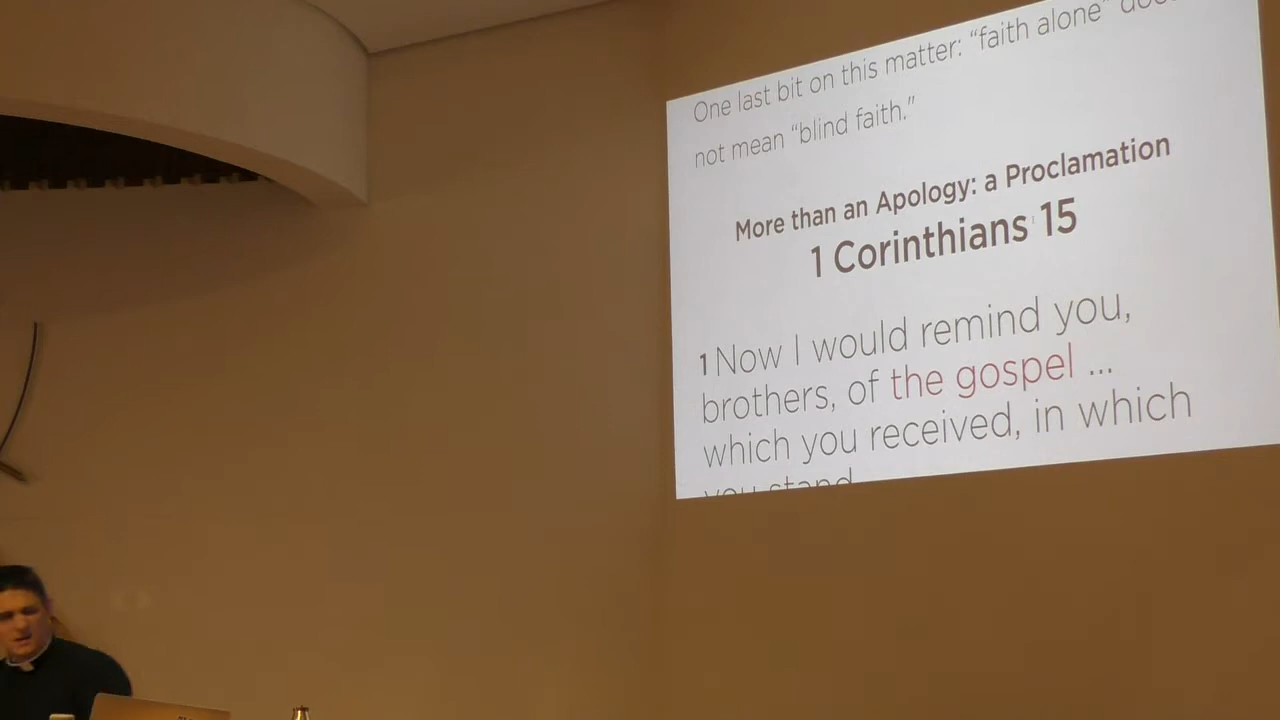 One last bit on this matter: “faith alone”
not mean “blind faith.”
More than an Apology: a Proclamation
1 Corinthians 15
1 Now I would remind you,
brothers, of the gospel ...
which you received, in which
you stand